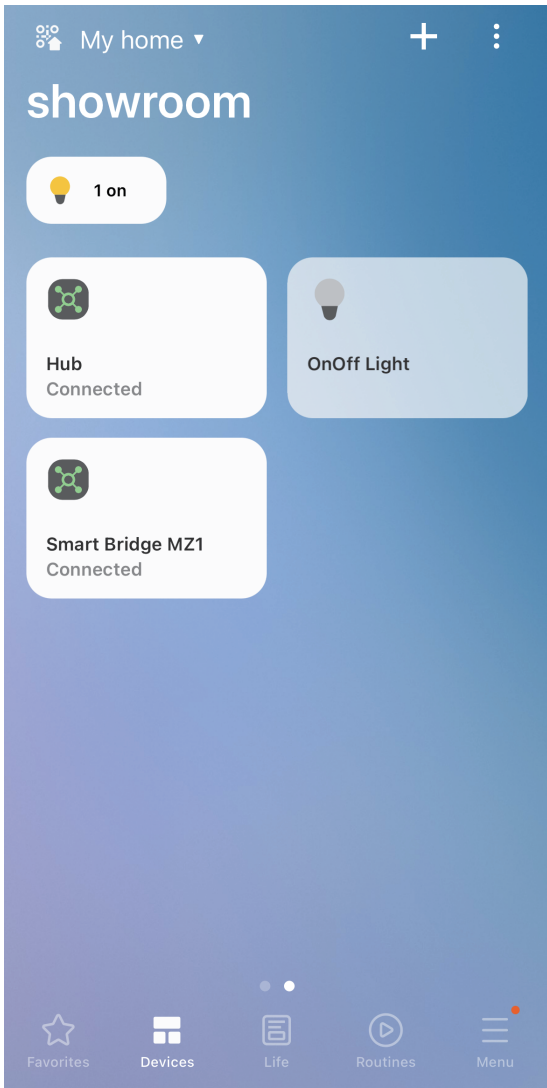 My home ▼
showroom
1 on
Hub
Connected
OnOff Light
Smart Bridge MZ1
Connected
Favorites
Devices
Life
Routines
Menu